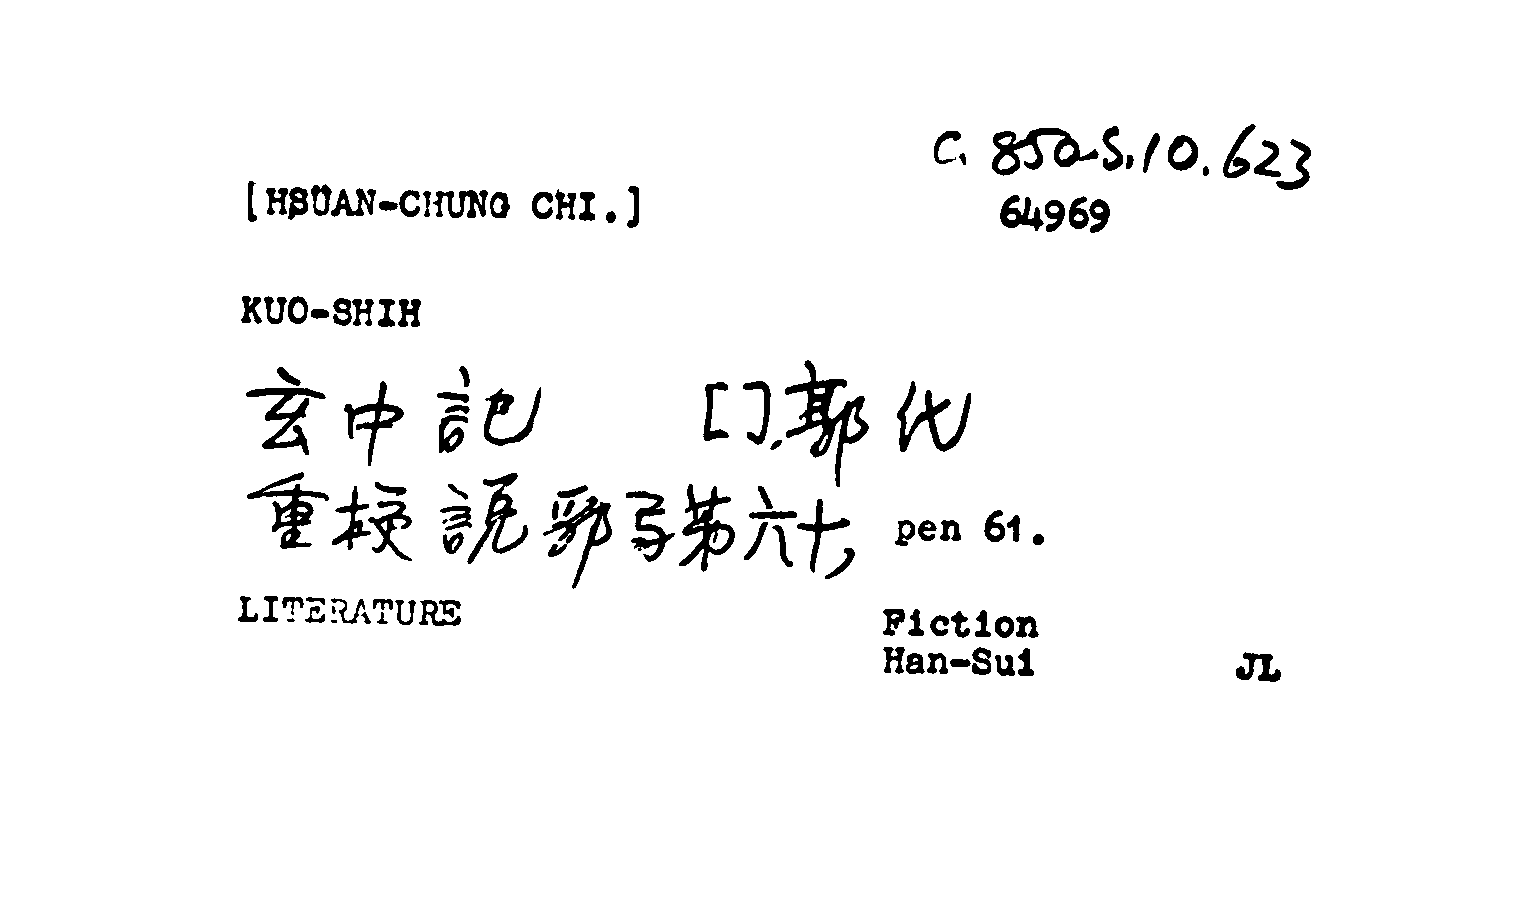 C. 850-S.10.623
[HSÜAN-CHUNG CHI.]
64969
KUO-SHIH
玄中記 []. 郭氏
重校說郛弓第六十, pen 61.
LITERATURE
Fiction
Han-Sui JL